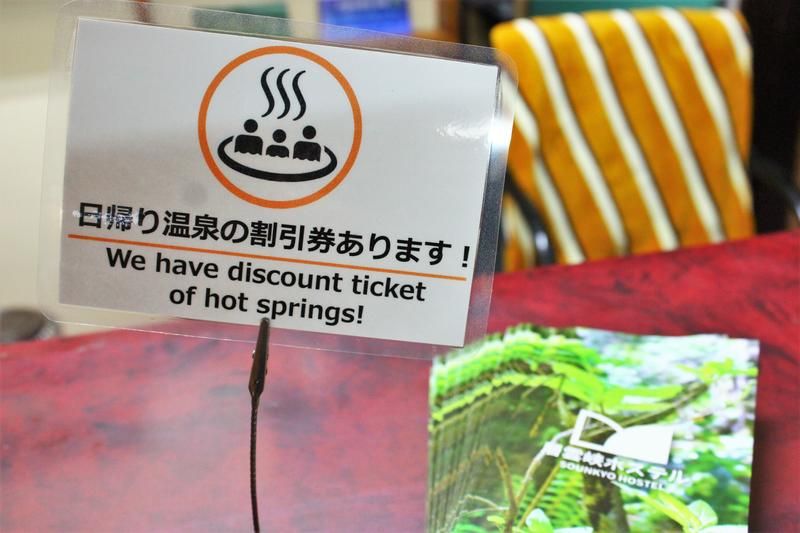 日帰り温泉の割引券あります!
We have discount ticket
of hot springs!
層雲峡ホステル
SOUNKYO HOSTEL